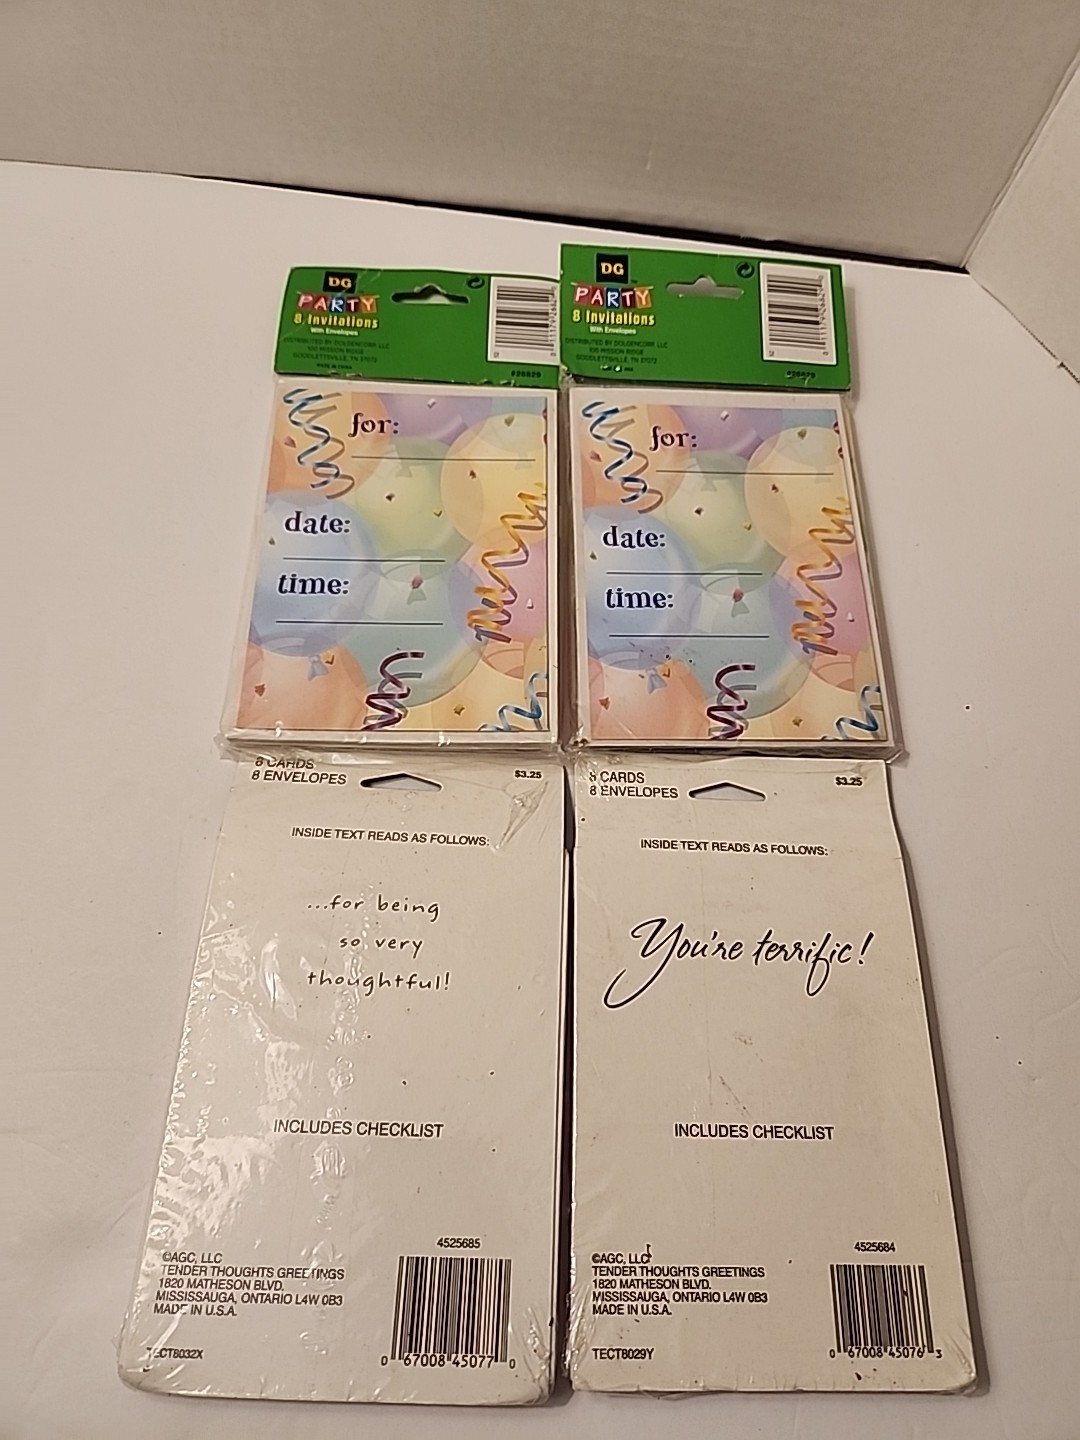 DG
PARTY
8 Invitations
With Envelopes
DISTRIBUTED BY DOLGENCORP, LLC
100 MISSION RIDGE
GOODLETTSVILLE, TN 37072
MADE IN CHINA
#26829
for:
date:
time:
DG
PARTY
8 Invitations
With Envelopes
DISTRIBUTED BY DOLGENCORP, LLC
100 MISSION RIDGE
GOODLETTSVILLE, TN 37072
#26829
for:
date:
time:
8 CARDS
8 ENVELOPES
$3.25
INSIDE TEXT READS AS FOLLOWS:
...for being
so very
thoughtful!
INCLUDES CHECKLIST
©AGC, LLC
TENDER THOUGHTS GREETINGS
1820 MATHESON BLVD.
MISSISSAUGA, ONTARIO L4W 0B3
MADE IN U.S.A.
TECT8032X
4525685
0 67008 45077 0
8 CARDS
8 ENVELOPES
$3.25
INSIDE TEXT READS AS FOLLOWS:
You're terrific!
INCLUDES CHECKLIST
©AGC, LLC
TENDER THOUGHTS GREETINGS
1820 MATHESON BLVD.
MISSISSAUGA, ONTARIO L4W 0B3
MADE IN U.S.A.
TECT8029Y
4525684
0 67008 45076 3